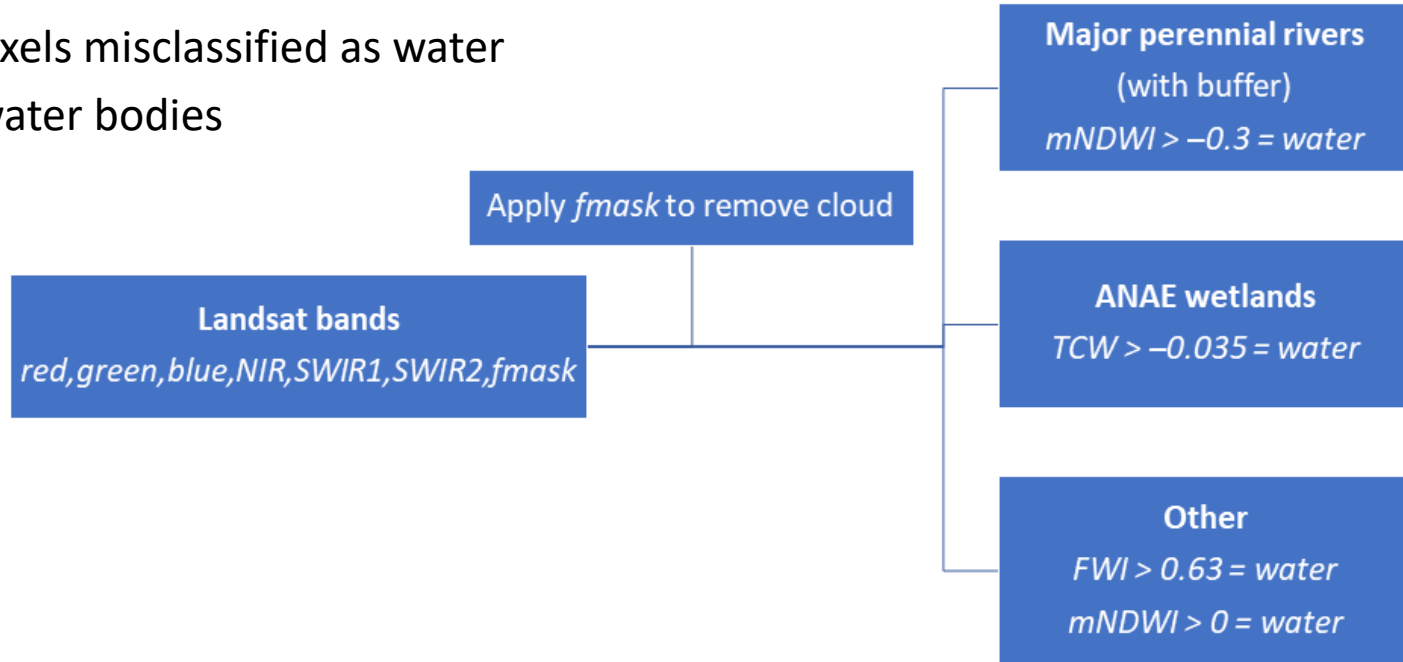 misclassified as water
water bodies
Major perennial rivers
(with buffer)
mNDWI > –0.3 = water
Apply fmask to remove cloud
Landsat bands
red,green,blue,NIR,SWIR1,SWIR2,fmask
ANAE wetlands
TCW > –0.035 = water
Other
FWI > 0.63 = water
mNDWI > 0 = water